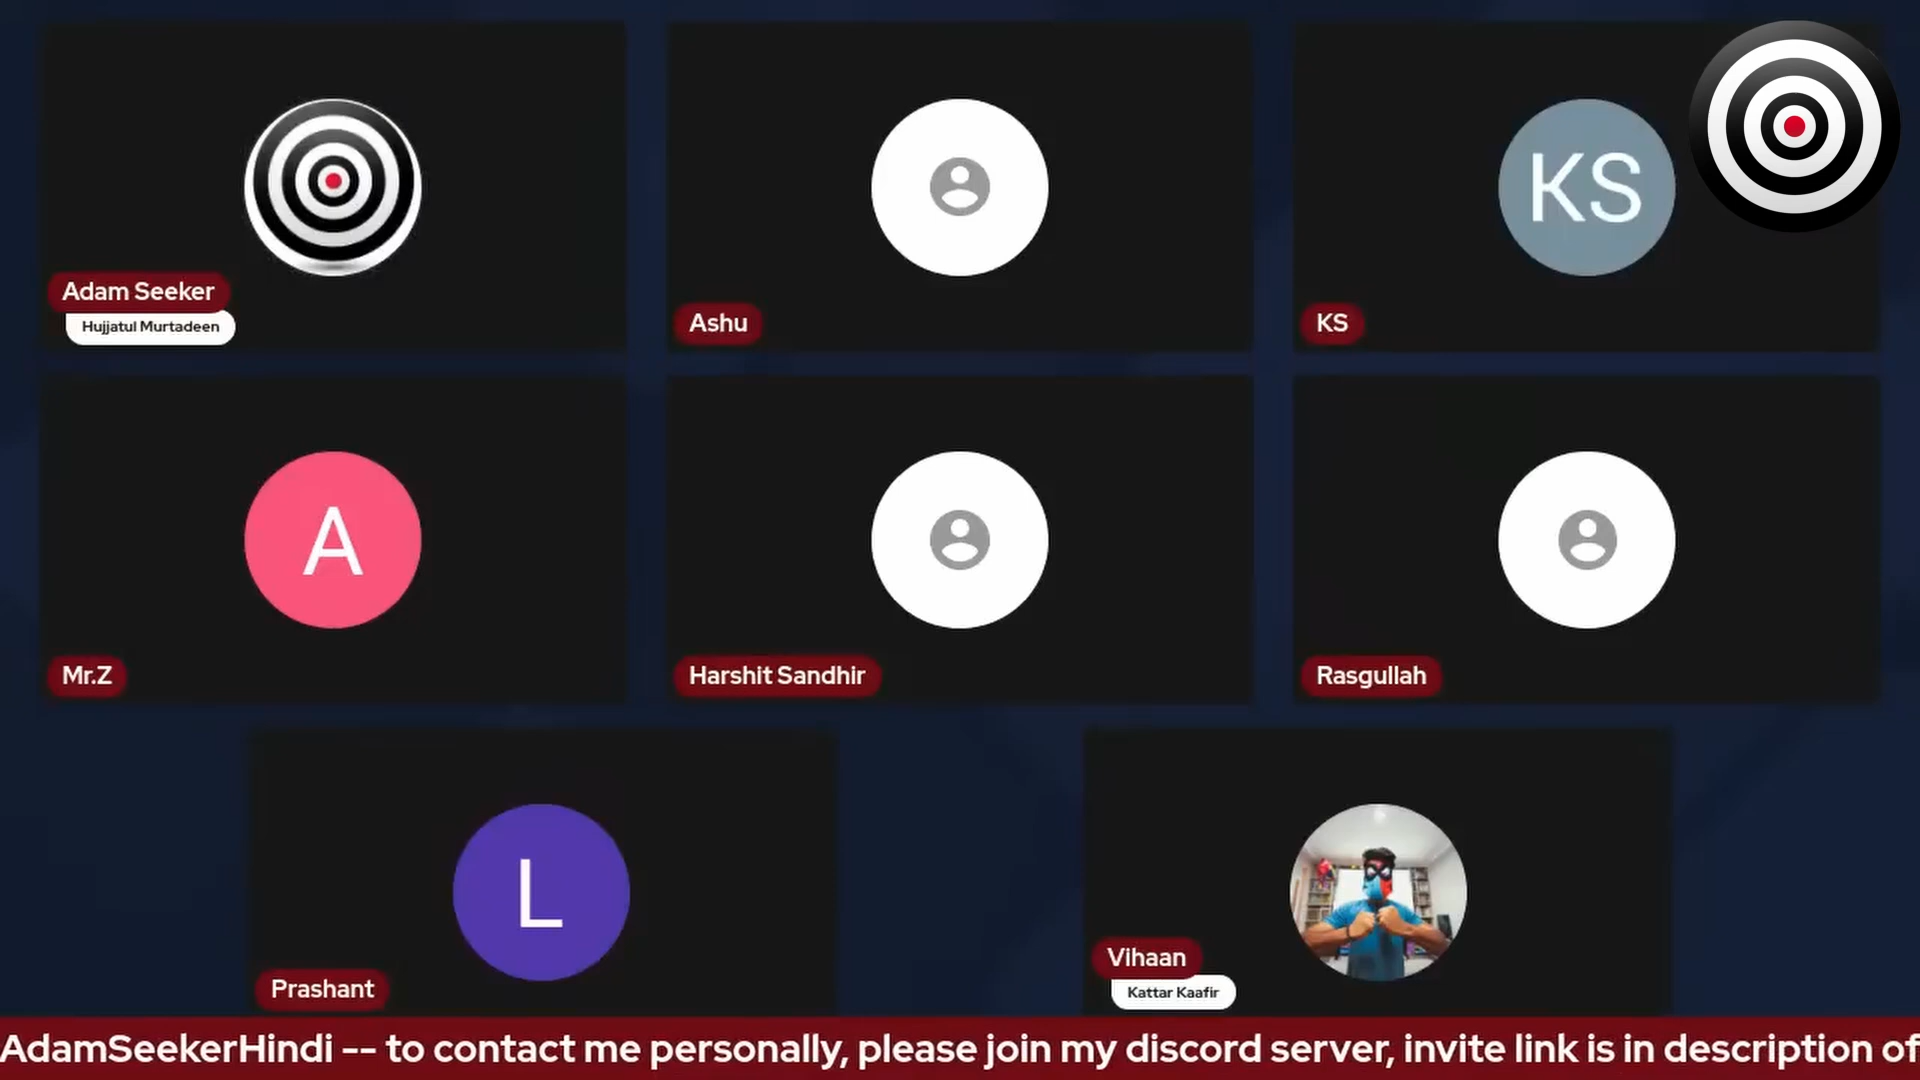 Adam Seeker
Hujjatul Murtadeen
Ashu
KS
KS
A
Mr.Z
Harshit Sandhir
Rasgullah
L
Prashant
Vihaan
Kattar Kaafir
AdamSeekerHindi -- to contact me personally, please join my discord server, invite link is in description of